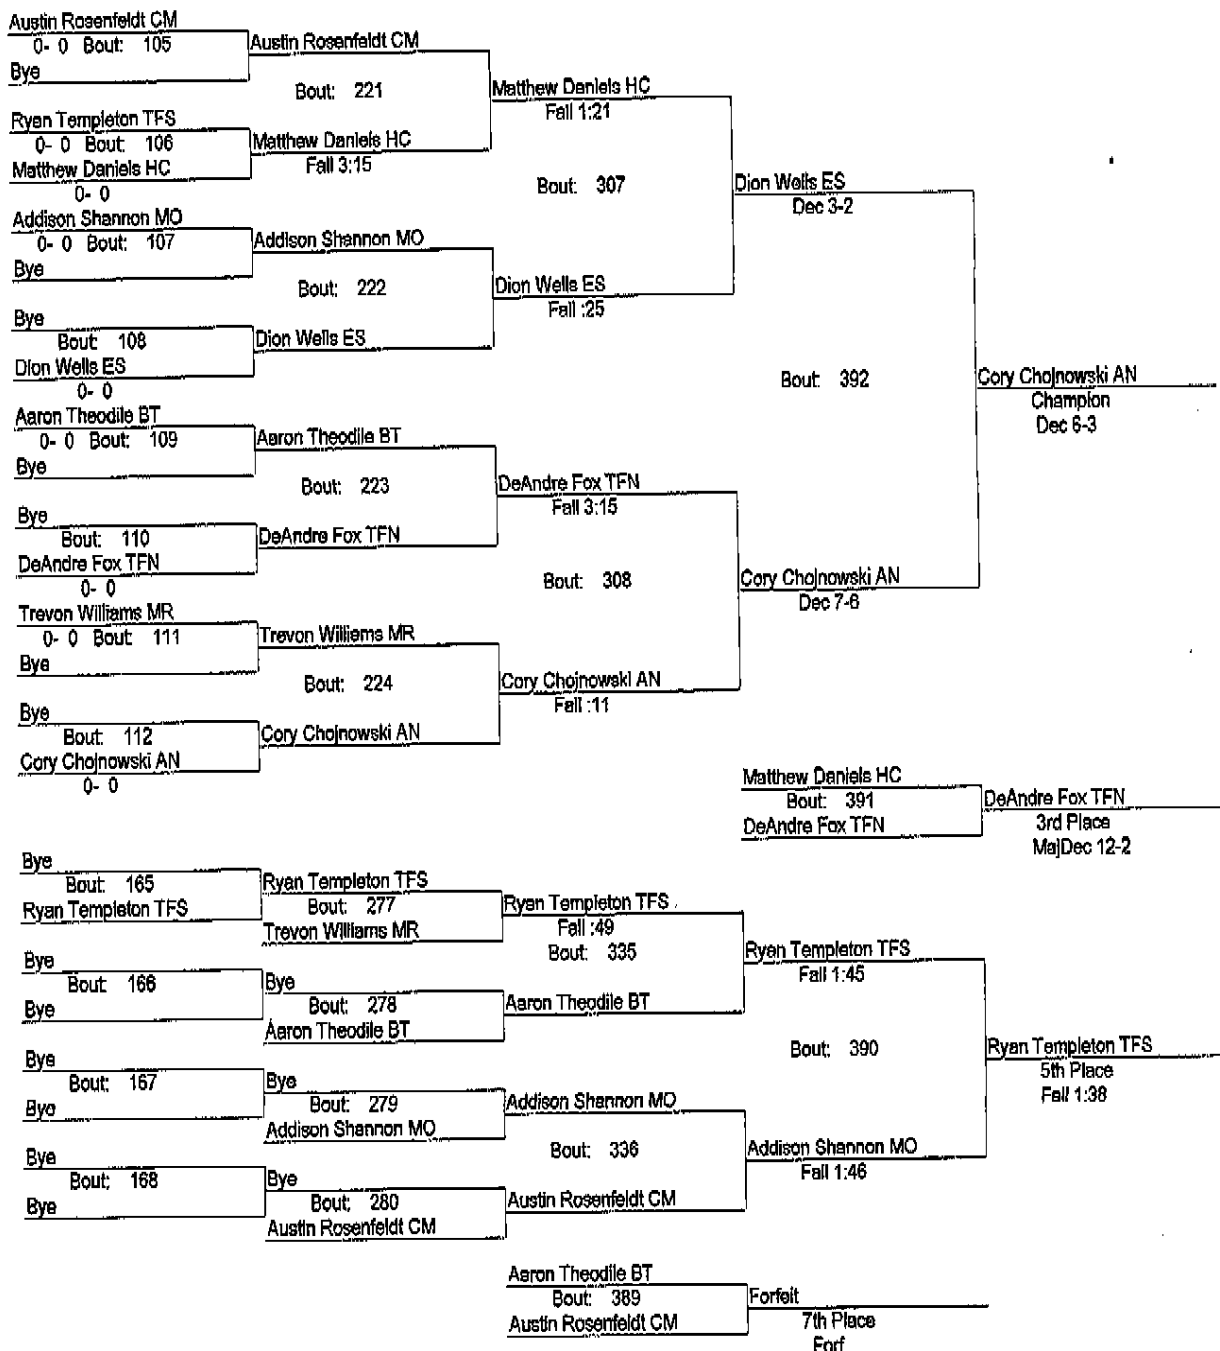 Austin Rosenfeldt CM
0- 0 Bout: 105
Bye
Austin Rosenfeldt CM
Bout: 221
Ryan Templeton TFS
0- 0 Bout: 106
Matthew Daniels HC
0- 0
Matthew Daniels HC
Fall 3:15
Matthew Daniels HC
Fall 1:21
Bout: 307
Addison Shannon MO
0- 0 Bout: 107
Bye
Addison Shannon MO
Bout: 222
Bye
Bout: 108
Dion Wells ES
0- 0
Dion Wells ES
Dion Wells ES
Fall :25
Dion Wells ES
Dec 3-2
Bout: 392
Aaron Theodile BT
0- 0 Bout: 109
Bye
Aaron Theodile BT
Bout: 223
Bye
Bout: 110
DeAndre Fox TFN
0- 0
DeAndre Fox TFN
DeAndre Fox TFN
Fall 3:15
Bout: 308
Trevon Williams MR
0- 0 Bout: 111
Bye
Trevon Williams MR
Bout: 224
Bye
Bout: 112
Cory Chojnowski AN
0- 0
Cory Chojnowski AN
Cory Chojnowski AN
Fall :11
Cory Chojnowski AN
Dec 7-6
Cory Chojnowski AN
Champion
Dec 6-3
Matthew Daniels HC
Bout: 391
DeAndre Fox TFN
DeAndre Fox TFN
3rd Place
MajDec 12-2
Bye
Bout: 165
Ryan Templeton TFS
Ryan Templeton TFS
Bout: 277
Trevon Williams MR
Ryan Templeton TFS
Fall :49
Bout: 335
Bye
Bout: 166
Bye
Bye
Bout: 278
Aaron Theodile BT
Aaron Theodile BT
Ryan Templeton TFS
Fall 1:45
Bout: 390
Bye
Bout: 167
Bye
Bye
Bout: 279
Addison Shannon MO
Addison Shannon MO
Bout: 336
Bye
Bout: 168
Bye
Bye
Bout: 280
Austin Rosenfeldt CM
Austin Rosenfeldt CM
Addison Shannon MO
Fall 1:46
Ryan Templeton TFS
5th Place
Fall 1:38
Aaron Theodile BT
Bout: 389
Austin Rosenfeldt CM
Forfeit
7th Place
Forf